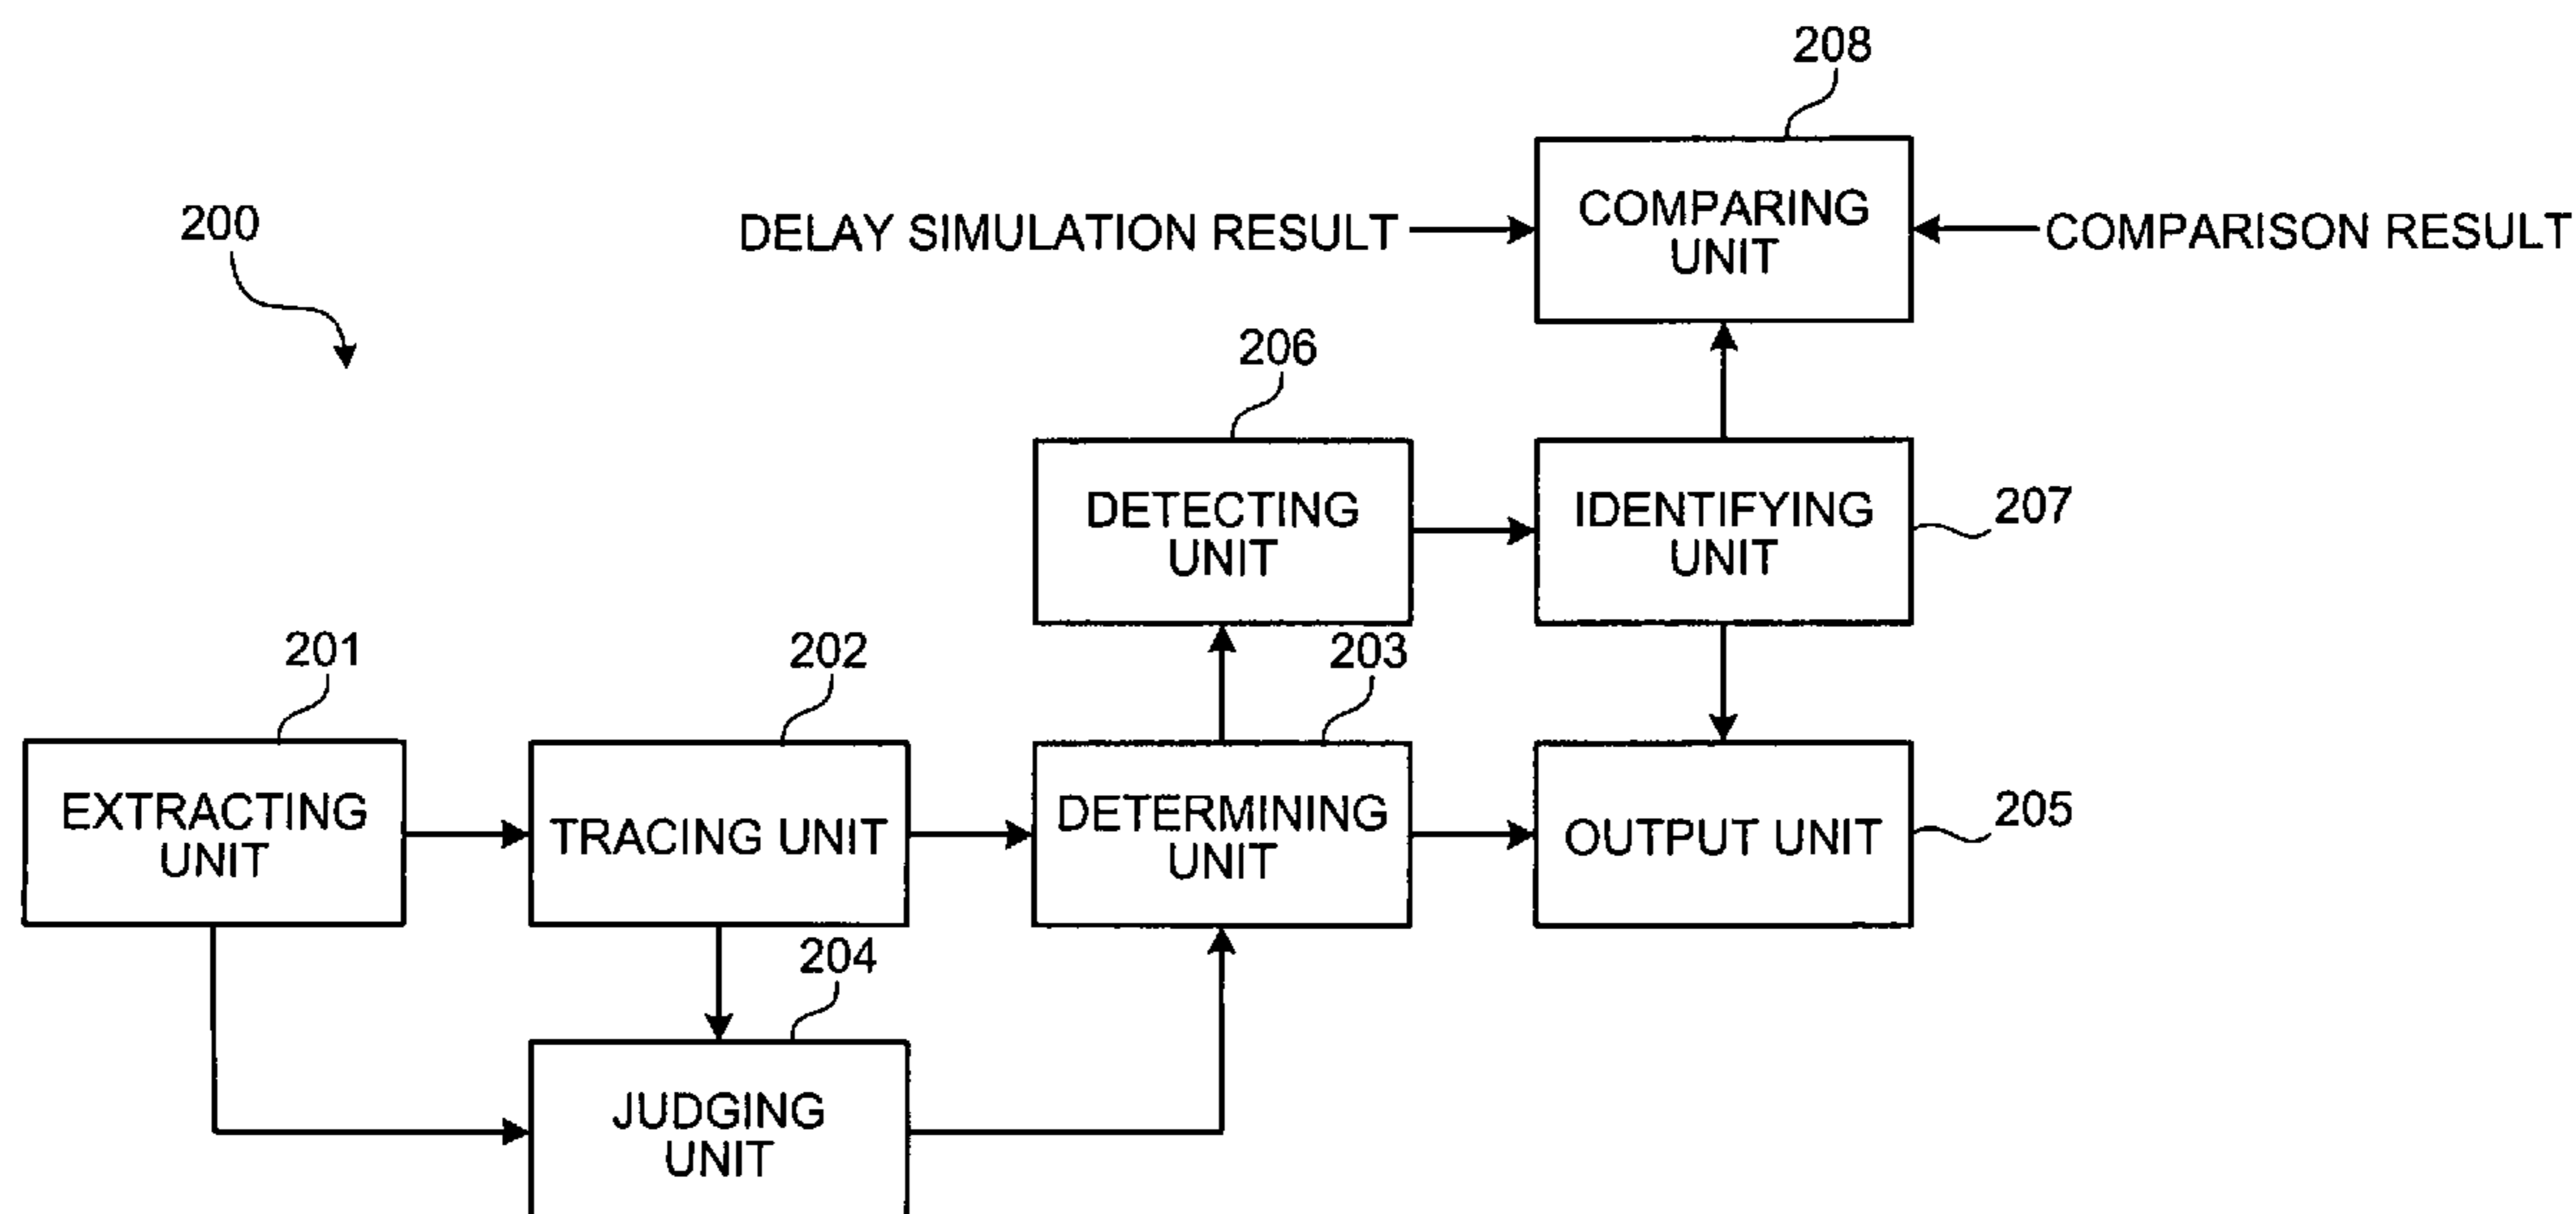 208
200
DELAY SIMULATION RESULT
COMPARING
UNIT
COMPARISON RESULT
206
DETECTING
UNIT
IDENTIFYING
UNIT
207
201
202
203
EXTRACTING
UNIT
TRACING UNIT
DETERMINING
UNIT
OUTPUT UNIT
205
204
JUDGING
UNIT